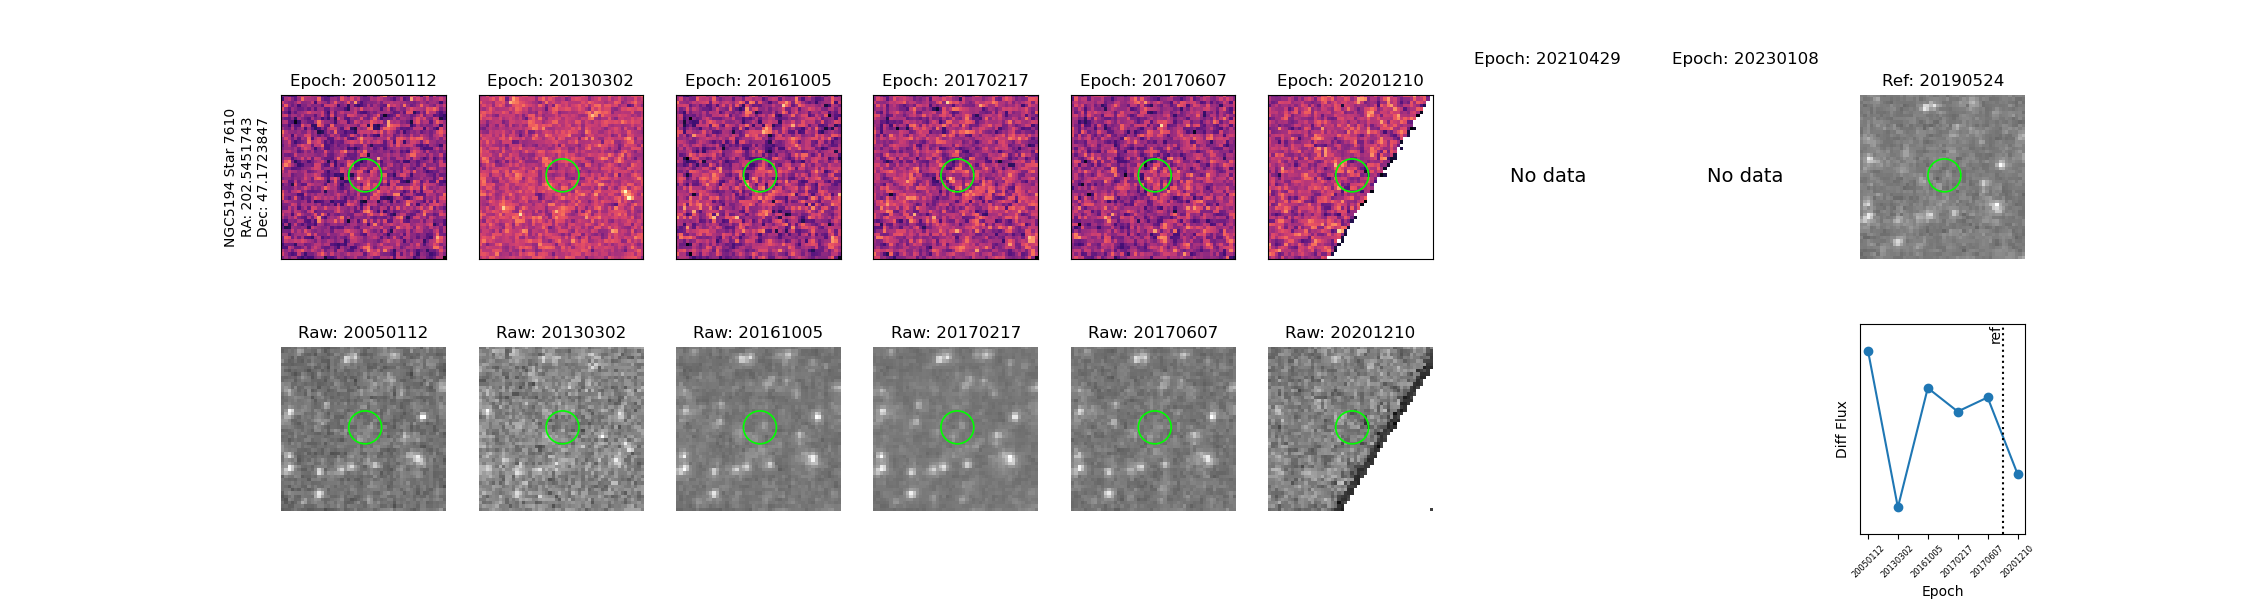 NGC5194 Star 7610
RA: 202.5451743
Dec: 47.1723847
Epoch: 20050112
Epoch: 20130302
Epoch: 20161005
Epoch: 20170217
Epoch: 20170607
Epoch: 20201210
Epoch: 20210429
Epoch: 20230108
Ref: 20190524
No data
No data
Raw: 20050112
Raw: 20130302
Raw: 20161005
Raw: 20170217
Raw: 20170607
Raw: 20201210
ref
Diff Flux
20050112
20130302
20161005
20170217
20170607
20201210
Epoch